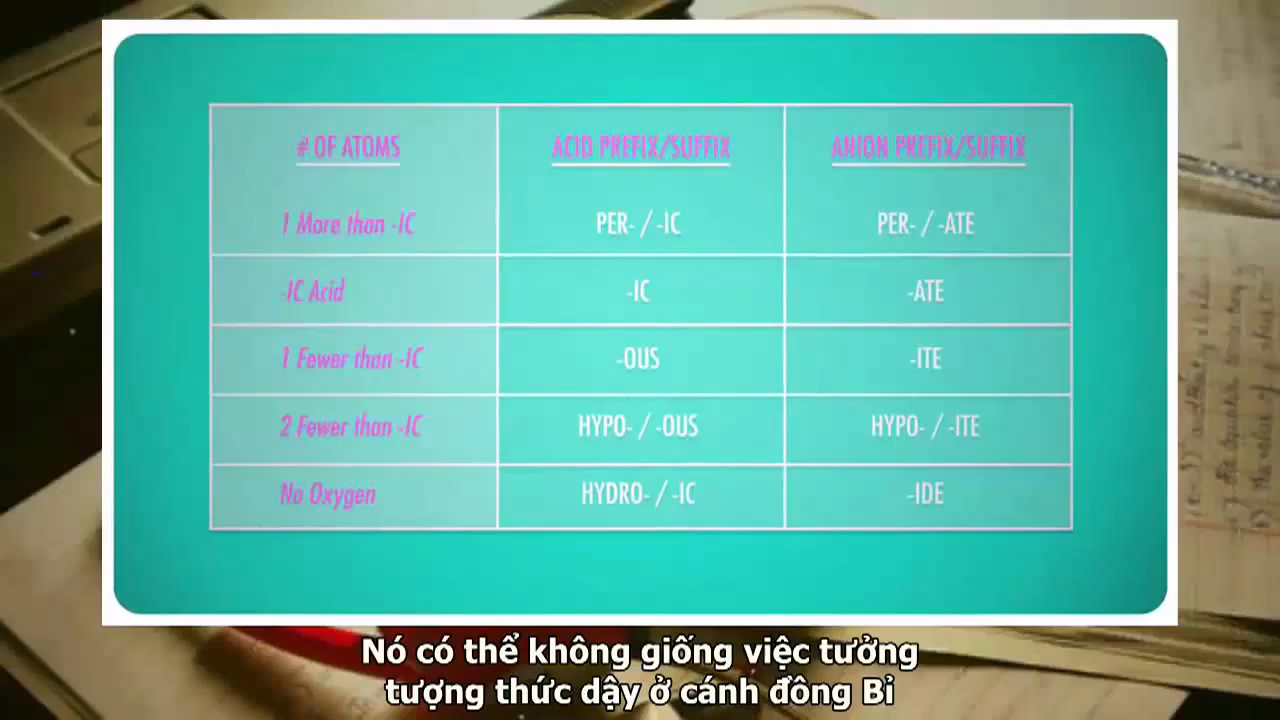 # OF ATOMS ACID PREFIX/SUFFIX ANION PREFIX/SUFFIX
1 More than -IC PER- / -IC PER- / -ATE
-IC Acid -IC -ATE
1 Fewer than -IC -OUS -ITE
2 Fewer than -IC HYPO- / -OUS HYPO- / -ITE
No Oxygen HYDRO- / -IC -IDE
Nó có thể không giống việc tưởng
tượng thức dậy ở cánh đồng Bỉ